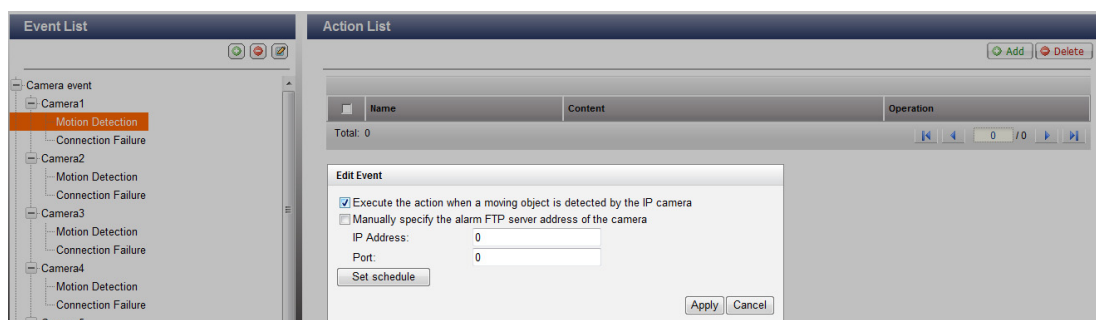 Event List
Action List
Add
Delete
Camera event
Camera1
Motion Detection
Connection Failure
Camera2
Motion Detection
Connection Failure
Camera3
Motion Detection
Connection Failure
Camera4
Motion Detection
Connection Failure
Name Content Operation
Total: 0
0 / 0
Edit Event
Execute the action when a moving object is detected by the IP camera
Manually specify the alarm FTP server address of the camera
IP Address: 0
Port: 0
Set schedule
Apply Cancel